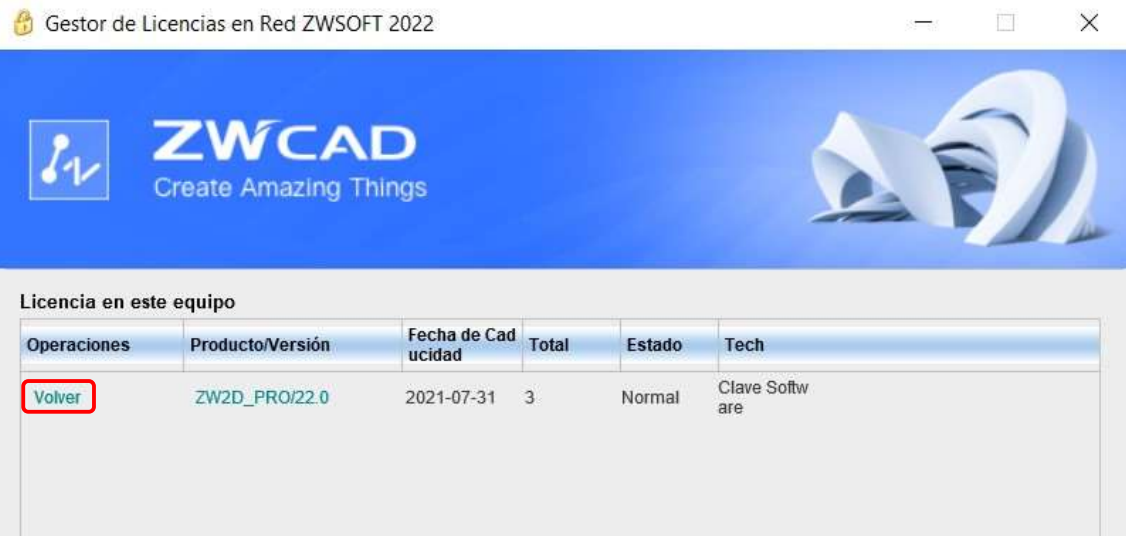 Gestor de Licencias en Red ZWSOFT 2022
ZWCAD
Create Amazing Things
Licencia en este equipo
Operaciones Producto/Versión Fecha de Cad Total Estado Tech
ucidad
Volver ZW2D_PRO/22.0 2021-07-31 3 Normal Clave Softw
are